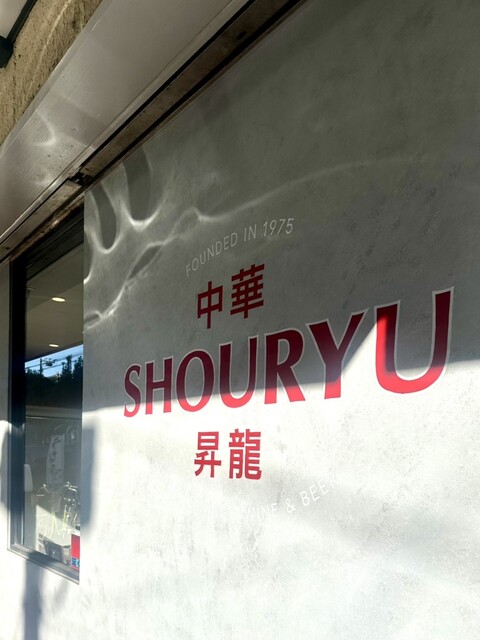 FOUNDED IN 1975
中華
SHOURYU
昇龍
& BEER